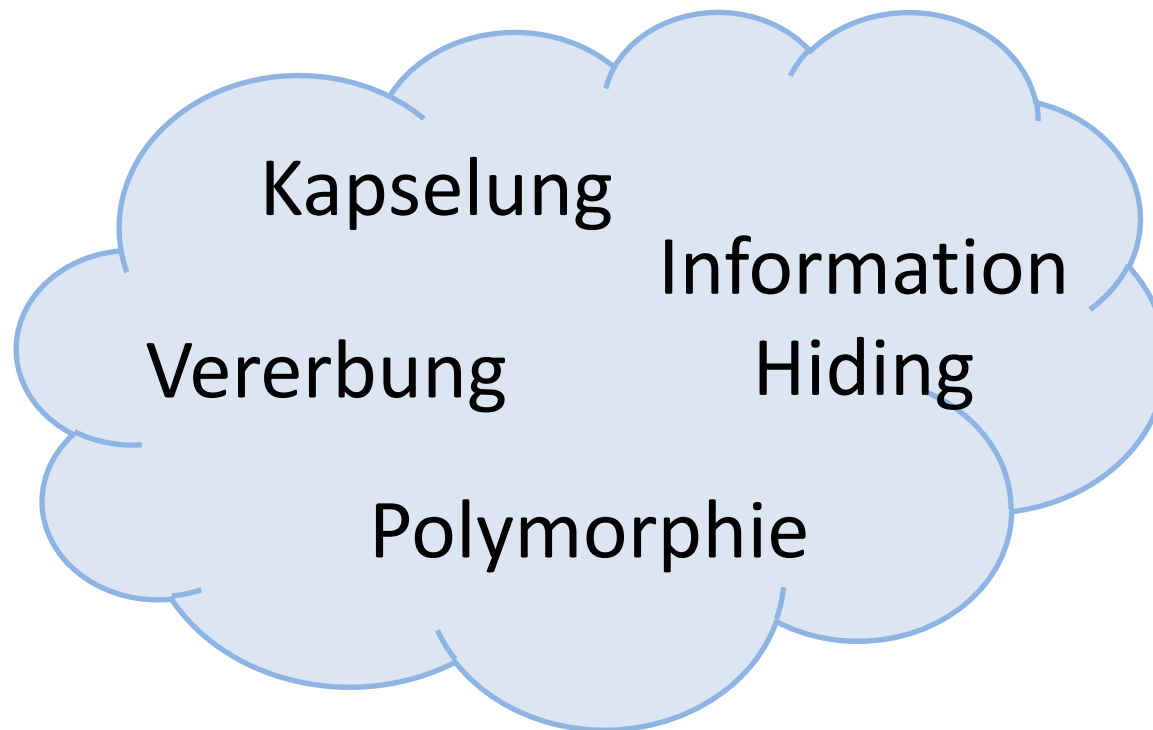 Kapselung
Information
Hiding
Vererbung
Polymorphie